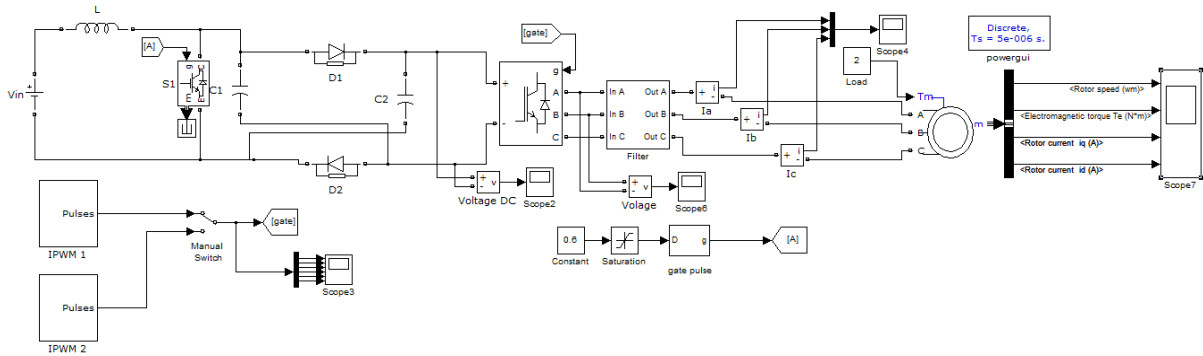 L
[A]
[gate]
D1
S1
g
C
m
E
C1
C2
Vin
D2
+
-
g
A
B
C
In A
In B
In C
Out A
Out B
Out C
Filter
+
-
i
Ia
+
-
i
Ib
+
-
i
Ic
Scope4
2
Load
Discrete,
Ts = 5e-006 s.
powergui
Tm
A
B
C
m
<Rotor speed (wm)>
<Electromagnetic torque Te (N*m)>
<Rotor current iq (A)>
<Rotor current id (A)>
Scope7
+
-
v
Voltage DC
Scope2
+
-
v
Volage
Scope6
Pulses
IPWM 1
Manual
Switch
[gate]
Scope3
Pulses
IPWM 2
0.6
Constant
Saturation
D
g
gate pulse
[A]